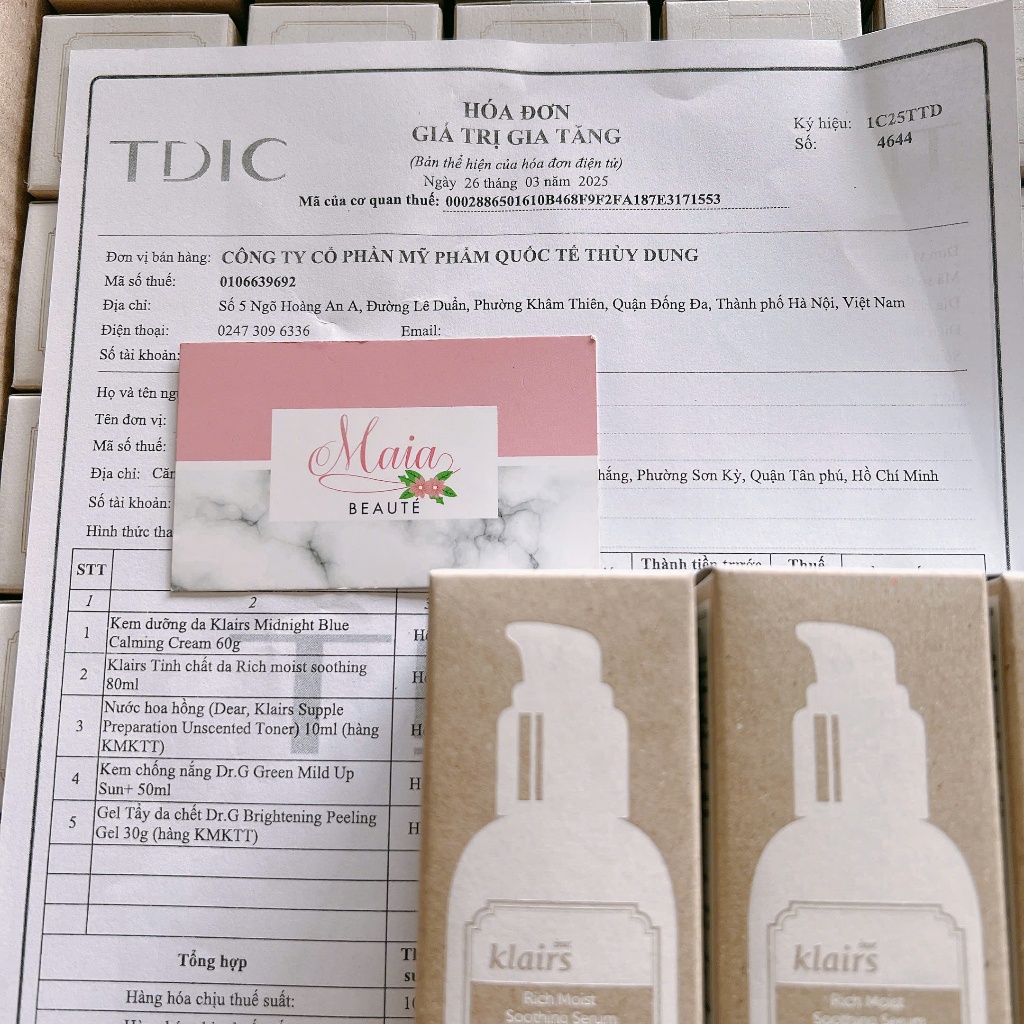 TDIC
HÓA ĐƠN
GIÁ TRỊ GIA TĂNG
(Bản thể hiện của hóa đơn điện tử)
Ngày 26 tháng 03 năm 2025
Mã của cơ quan thuế: 0002886501610B468F9F2FA187E3171553
Ký hiệu: 1C25TTD
Số: 4644
Đơn vị bán hàng: CÔNG TY CỔ PHẦN MỸ PHẨM QUỐC TẾ THÙY DUNG
Mã số thuế: 0106639692
Địa chỉ: Số 5 Ngõ Hoàng An A, Đường Lê Duẩn, Phường Khâm Thiên, Quận Đống Đa, Thành phố Hà Nội, Việt Nam
Điện thoại: 0247 309 6336 Email:
Số tài khoản:
Họ và tên
Tên đơn vị:
Mã số thuế:
Địa chỉ: Phường Sơn Kỳ, Quận Tân phú, Hồ Chí Minh
Số tài khoản:
Hình thức
Maia
BEAUTÉ
STT Thành tiền trước Thuế
1 2
1 Kem dưỡng da Klairs Midnight Blue
Calming Cream 60g
2 Klairs Tinh chất da Rich moist soothing
80ml
3 Nước hoa hồng (Dear, Klairs Supple
Preparation Unscented Toner) 10ml (hàng
KMKTT)
4 Kem chống nắng Dr.G Green Mild Up
Sun+ 50ml
5 Gel Tẩy da chết Dr.G Brightening Peeling
Gel 30g (hàng KMKTT)
Tổng hợp
Hàng hóa chịu thuế suất:
klairs
Rich Moist
Soothing Serum
klairs
Rich Moist
Soothing Serum